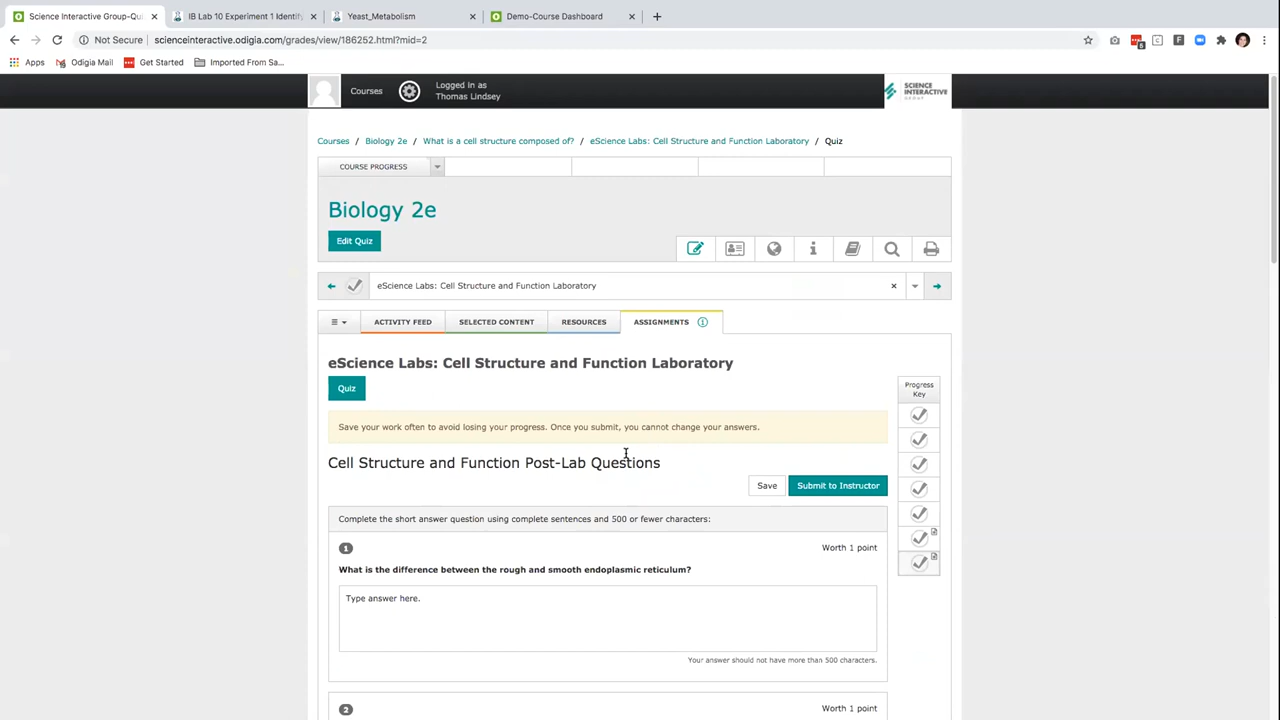 Science Interactive Group-Qu
IB Lab 10 Experiment 1 Identif
Yeast_Metabolism
Demo-Course Dashboard
Not Secure
scienceinteractive.odigia.com/grades/view/186252.html?mid=2
Apps
Odigia Mail
Get Started
Imported From Sa...
Courses
Logged in as
Thomas Lindsey
SCIENCE
INTERACTIVE
GROUP
Courses / Biology 2e / What is a cell structure composed of? / eScience Labs: Cell Structure and Function Laboratory / Quiz
COURSE PROGRESS
Biology 2e
Edit Quiz
eScience Labs: Cell Structure and Function Laboratory
ACTIVITY FEED
SELECTED CONTENT
RESOURCES
ASSIGNMENTS
eScience Labs: Cell Structure and Function Laboratory
Progress
Key
Quiz
Save your work often to avoid losing your progress. Once you submit, you cannot change your answers.
Cell Structure and Function Post-Lab Questions
Save
Submit to Instructor
Complete the short answer question using complete sentences and 500 or fewer characters:
1
Worth 1 point
What is the difference between the rough and smooth endoplasmic reticulum?
Type answer here.
Your answer should not have more than 500 characters.
2
Worth 1 point